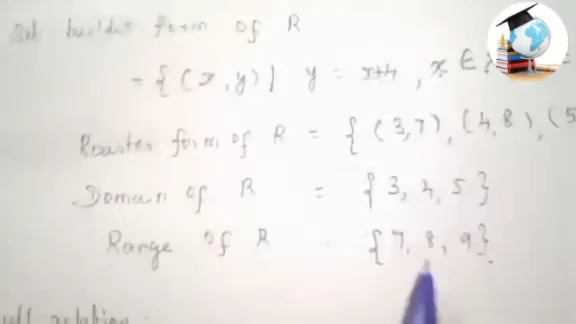 Set builder form of R
= { (x, y) | y = x+4, x ∈
Roaster form of R = { (3,7), (4,8), (5
Domain of R = { 3, 4, 5 }
Range of R { 7, 8, 9 }.
relation